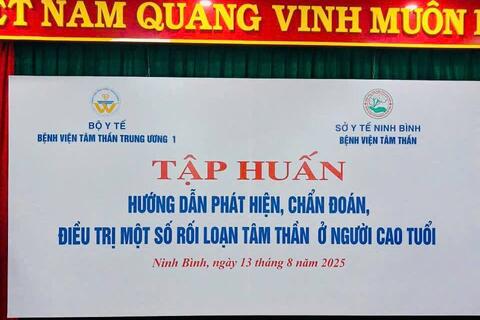 ỆT NAM QUANG VINH MUÔN
BỘ Y TẾ
BỆNH VIỆN TÂM THẦN TRUNG ƯƠNG 1
SỞ Y TẾ NINH BÌNH
BỆNH VIỆN TÂM THẦN
TẬP HUẤN
HƯỚNG DẪN PHÁT HIỆN, CHẨN ĐOÁN,
ĐIỀU TRỊ MỘT SỐ RỐI LOẠN TÂM THẦN Ở NGƯỜI CAO TUỔI
Ninh Bình, ngày 13 tháng 8 năm 2025